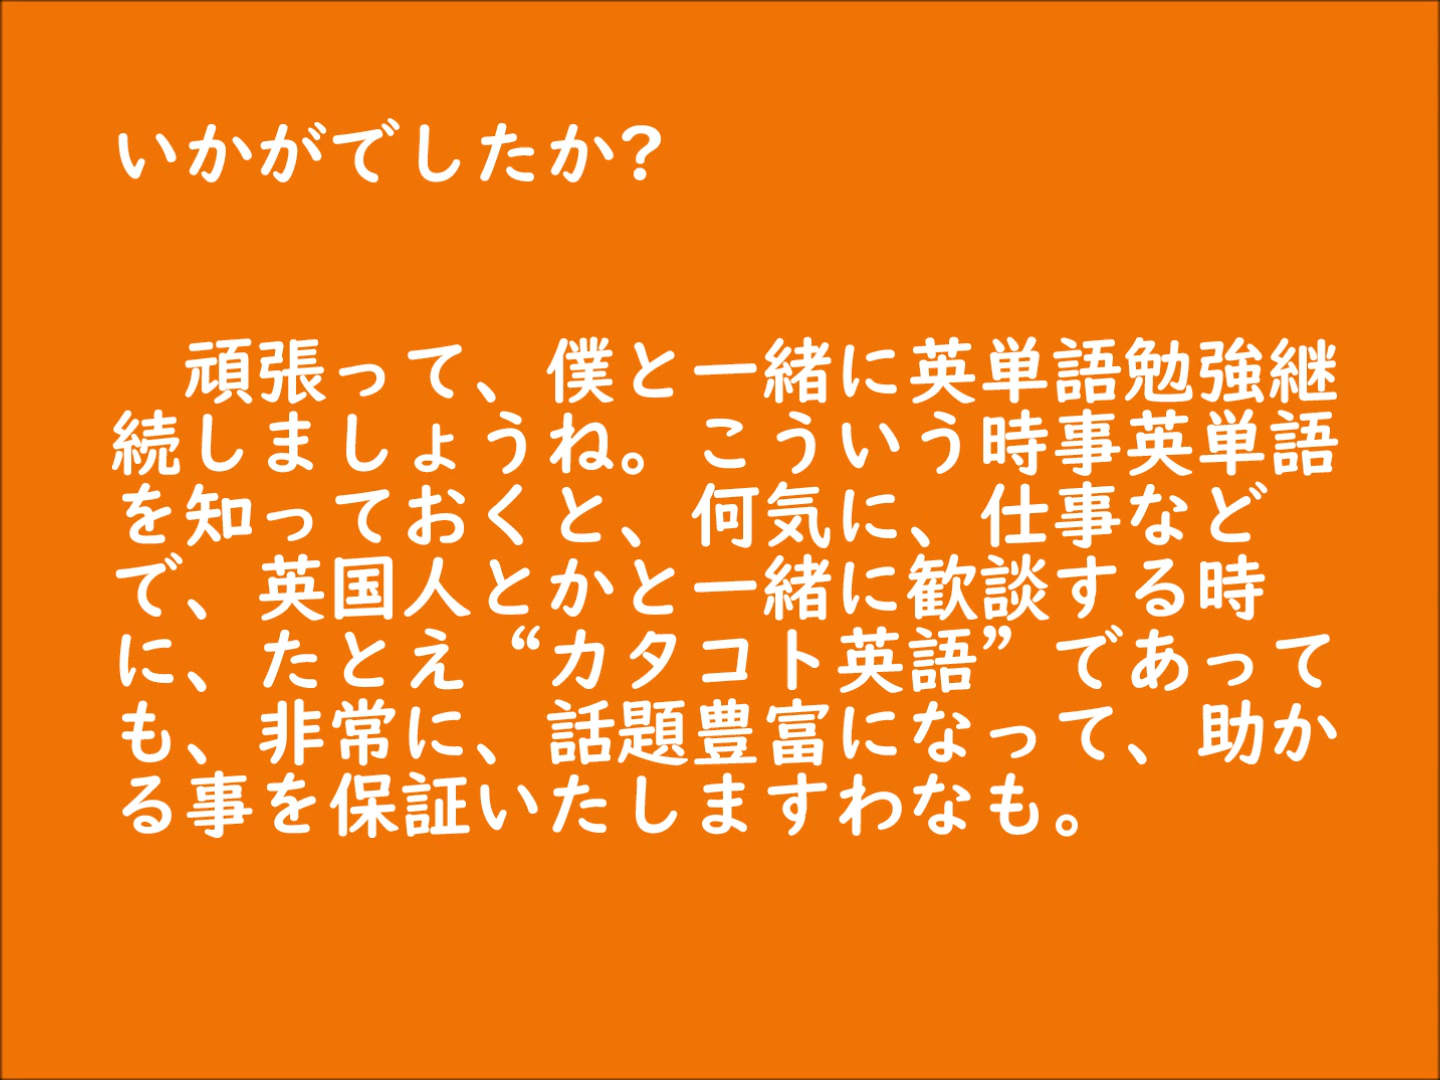 いかがでしたか?
　頑張って、僕と一緒に英単語勉強継
続しましょうね。こういう時事英単語
を知っておくと、何気に、仕事など
で、英国人とかと一緒に歓談する時
に、たとえ“カタコト英語”であって
も、非常に、話題豊富になって、助か
る事を保証いたしますわなも。